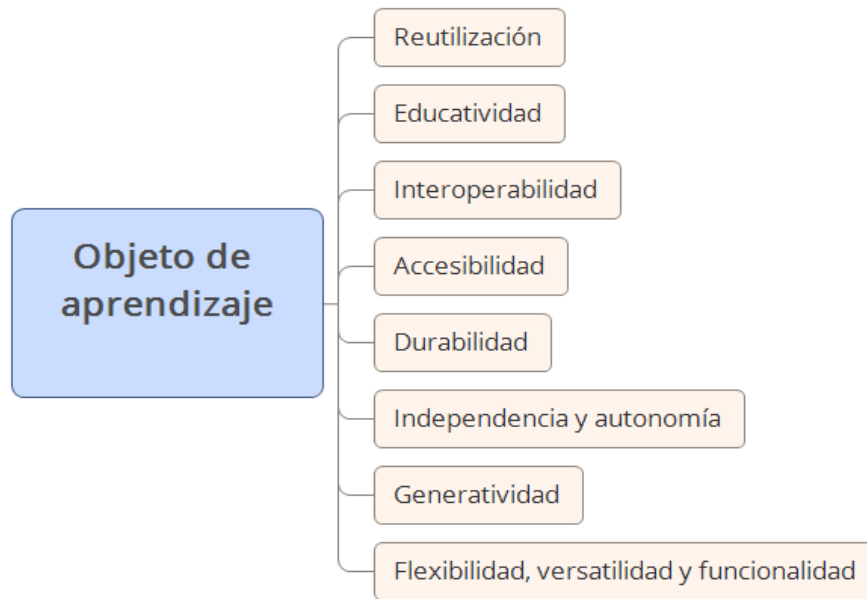 Objeto de
aprendizaje
Reutilización
Educatividad
Interoperabilidad
Accesibilidad
Durabilidad
Independencia y autonomía
Generatividad
Flexibilidad, versatilidad y funcionalidad